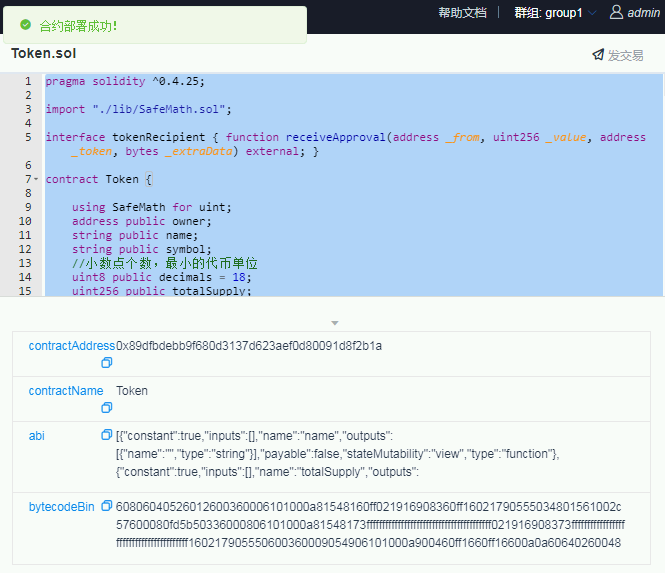 合约部署成功!
帮助文档
群组: group1
admin
Token.sol
发交易
1 pragma solidity ^0.4.25;
2
3 import "./lib/SafeMath.sol";
4
5 interface tokenRecipient { function receiveApproval(address _from, uint256 _value, address
_token, bytes _extraData) external; }
6
7 contract Token {
8
9 using SafeMath for uint;
10 address public owner;
11 string public name;
12 string public symbol;
13 //小数点个数，最小的代币单位
14 uint8 public decimals = 18;
15 uint256 public totalSupply;
contractAddress 0x89dfbdebb9f680d3137d623aef0d80091d8f2b1a
contractName Token
abi [{"constant":true,"inputs":[],"name":"name","outputs":
[{"name":"","type":"string"}],"payable":false,"stateMutability":"view","type":"function"},
{"constant":true,"inputs":[],"name":"totalSupply","outputs":
bytecodeBin 60806040526012600360006101000a81548160ff021916908360ff1602179055503480156​1002c